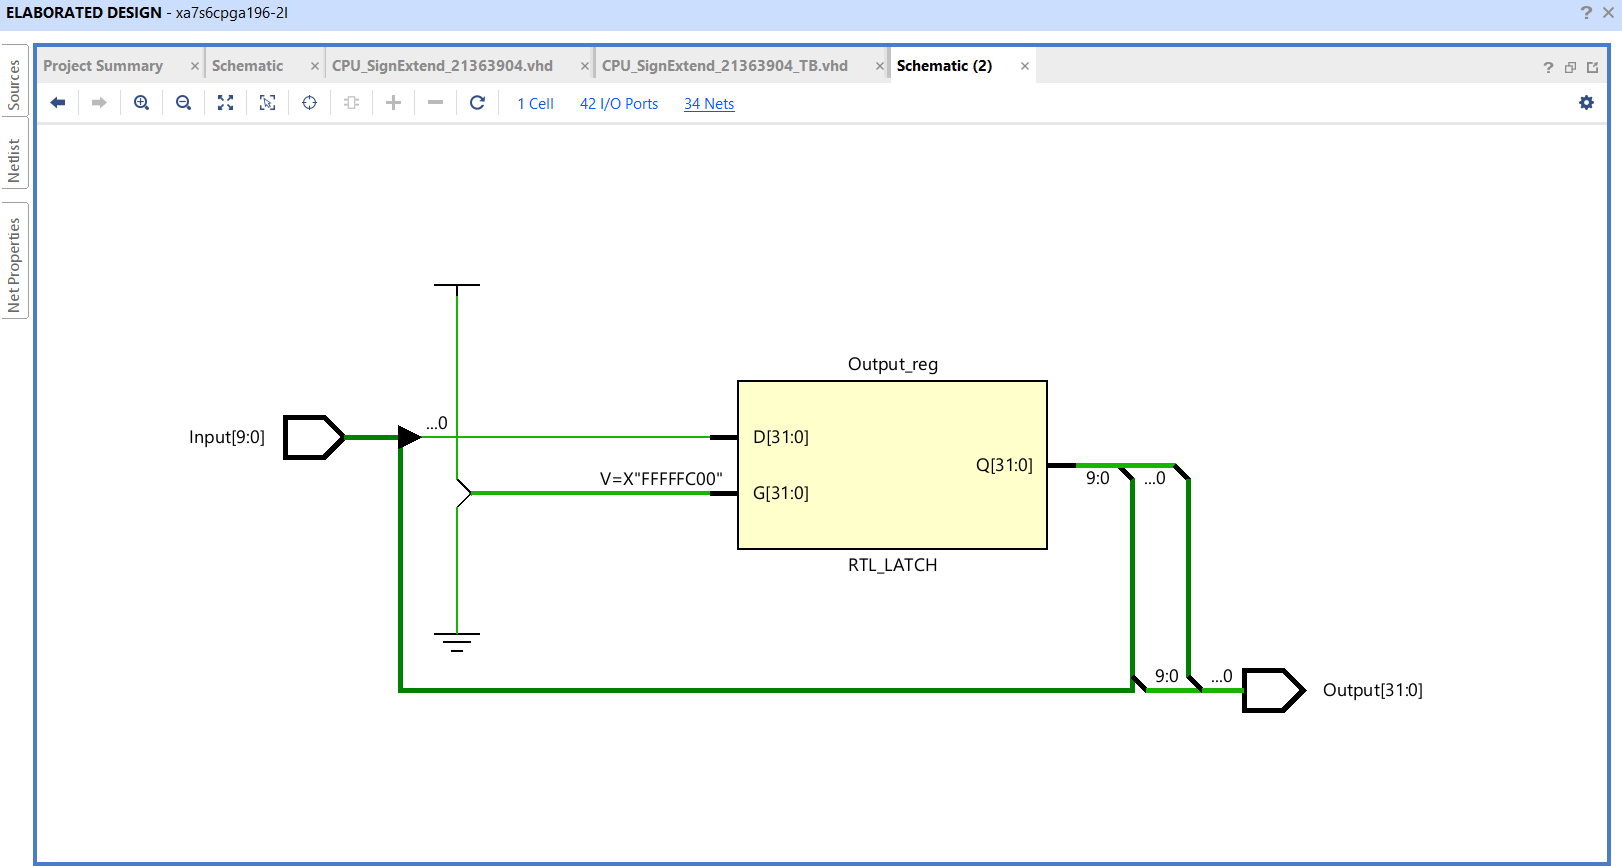 ELABORATED DESIGN - xa7s6cpga196-2I
Sources
Netlist
Net Properties
Project Summary
Schematic
CPU_SignExtend_21363904.vhd
CPU_SignExtend_21363904_TB.vhd
Schematic (2)
1 Cell
42 I/O Ports
34 Nets
Output_reg
...0
Input[9:0]
D[31:0]
Q[31:0]
V=X"FFFFFC00"
G[31:0]
9:0
...0
RTL_LATCH
9:0
...0
Output[31:0]